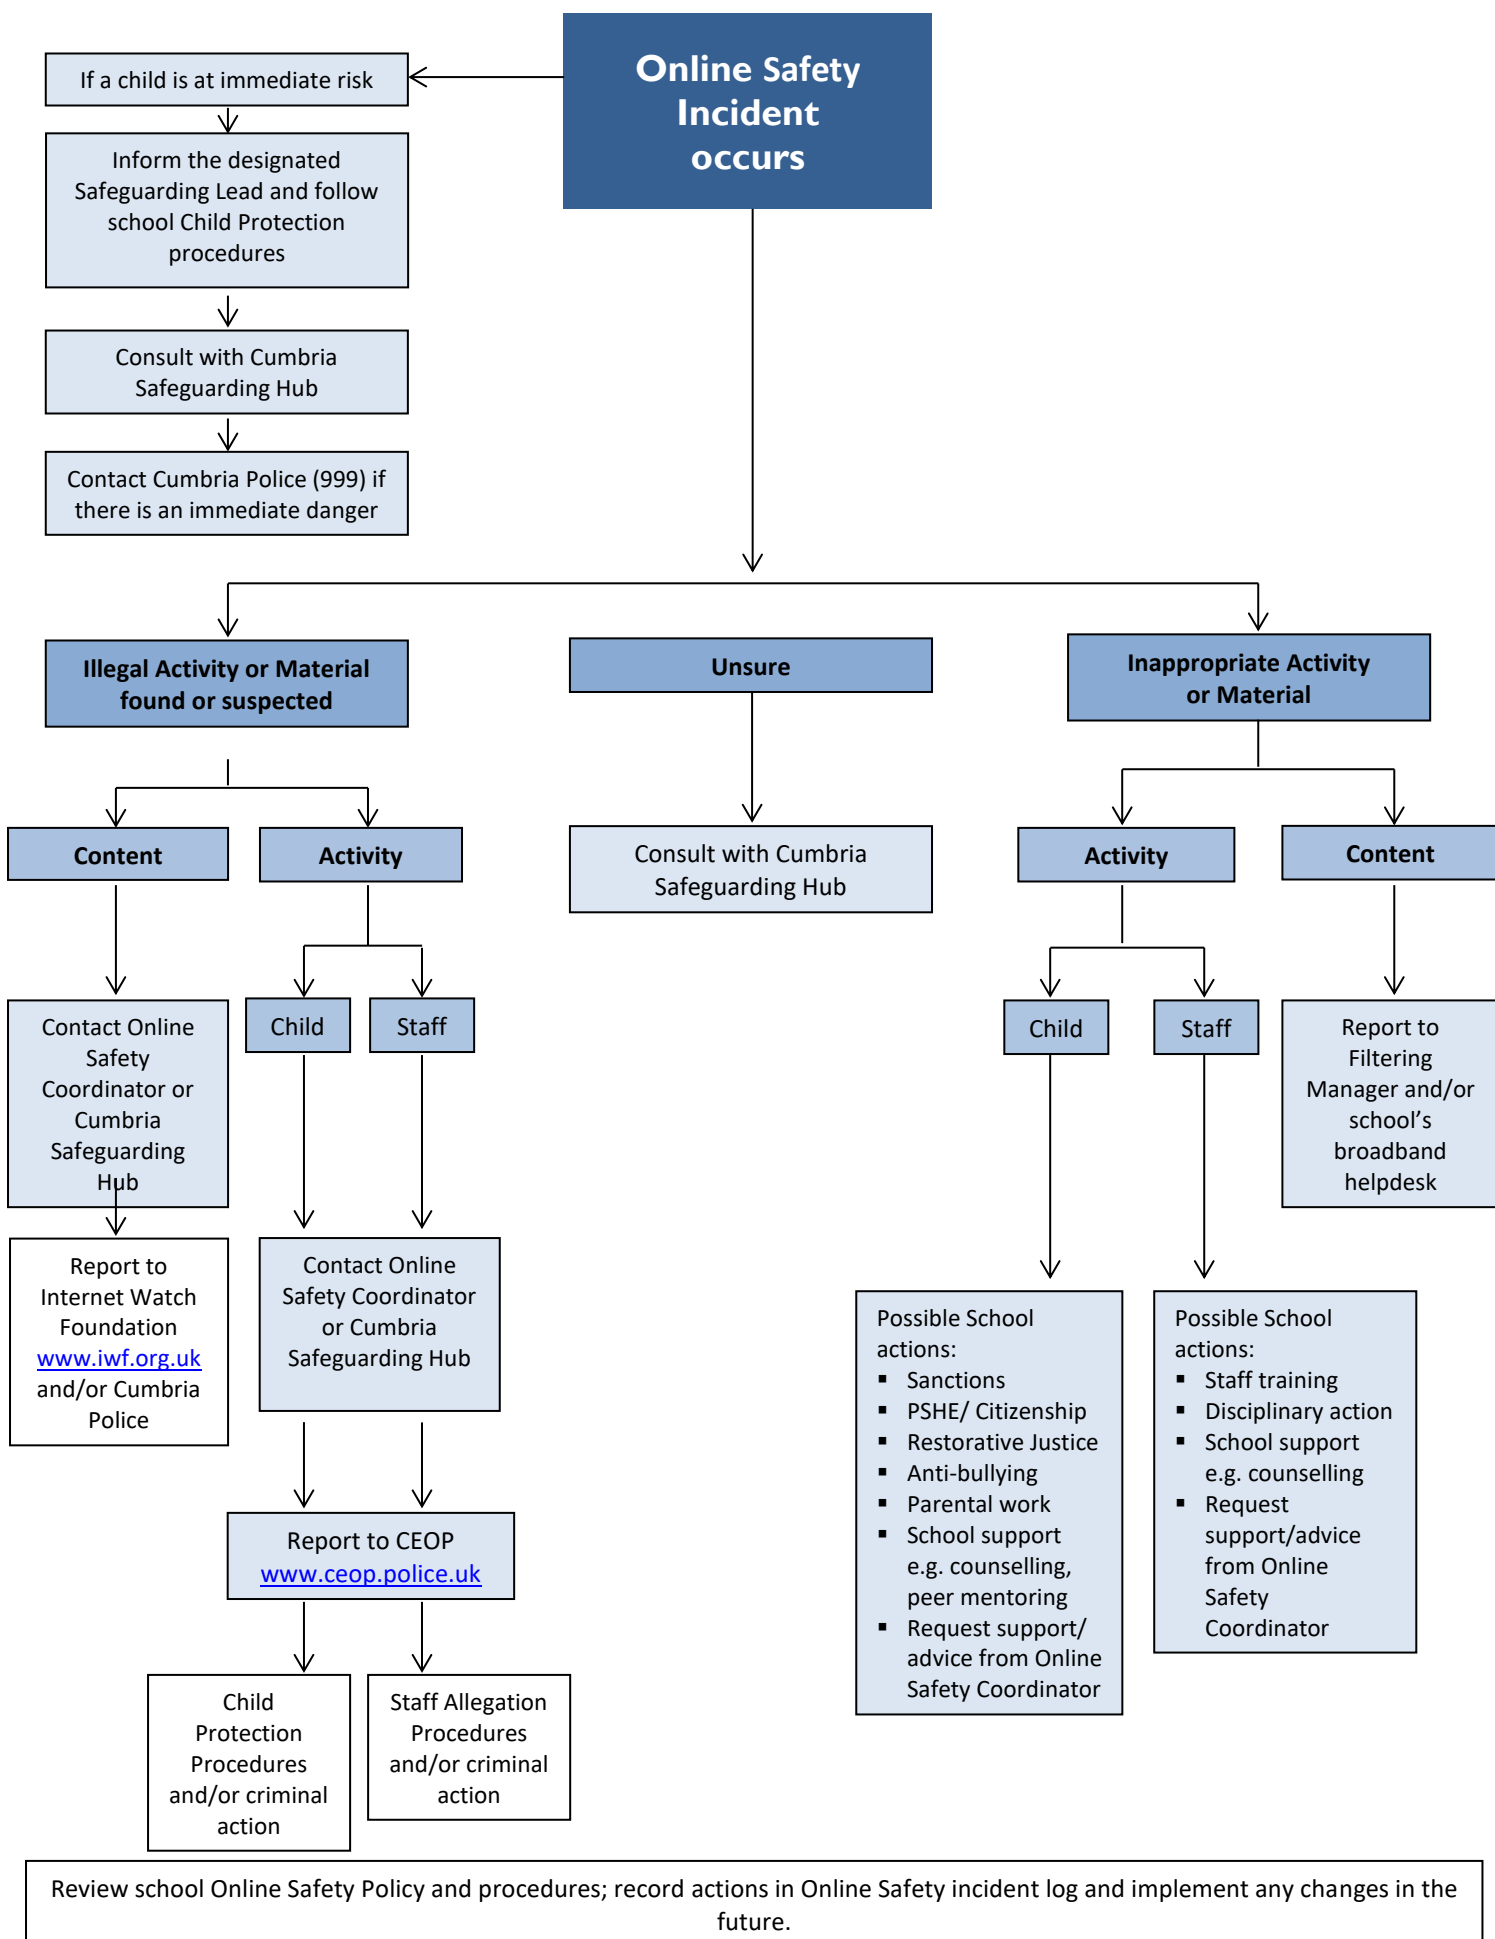 Online Safety
Incident
occurs
If a child is at immediate risk
Inform the designated
Safeguarding Lead and follow
school Child Protection
procedures
Consult with Cumbria
Safeguarding Hub
Contact Cumbria Police (999) if
there is an immediate danger
Illegal Activity or Material
found or suspected
Unsure
Inappropriate Activity
or Material
Content
Activity
Consult with Cumbria
Safeguarding Hub
Activity
Content
Contact Online
Safety
Coordinator or
Cumbria
Safeguarding
Hub
Child
Staff
Child
Staff
Report to
Filtering
Manager and/or
school’s
broadband
helpdesk
Report to
Internet Watch
Foundation
www.iwf.org.uk
and/or Cumbria
Police
Contact Online
Safety Coordinator
or Cumbria
Safeguarding Hub
Possible School
actions:
▪ Sanctions
▪ PSHE/ Citizenship
▪ Restorative Justice
▪ Anti-bullying
▪ Parental work
▪ School support
e.g. counselling,
peer mentoring
▪ Request support/
advice from Online
Safety Coordinator
Possible School
actions:
▪ Staff training
▪ Disciplinary action
▪ School support
e.g. counselling
▪ Request
support/advice
from Online
Safety
Coordinator
Report to CEOP
www.ceop.police.uk
Child
Protection
Procedures
and/or criminal
action
Staff Allegation
Procedures
and/or criminal
action
Review school Online Safety Policy and procedures; record actions in Online Safety incident log and implement any changes in the
future.